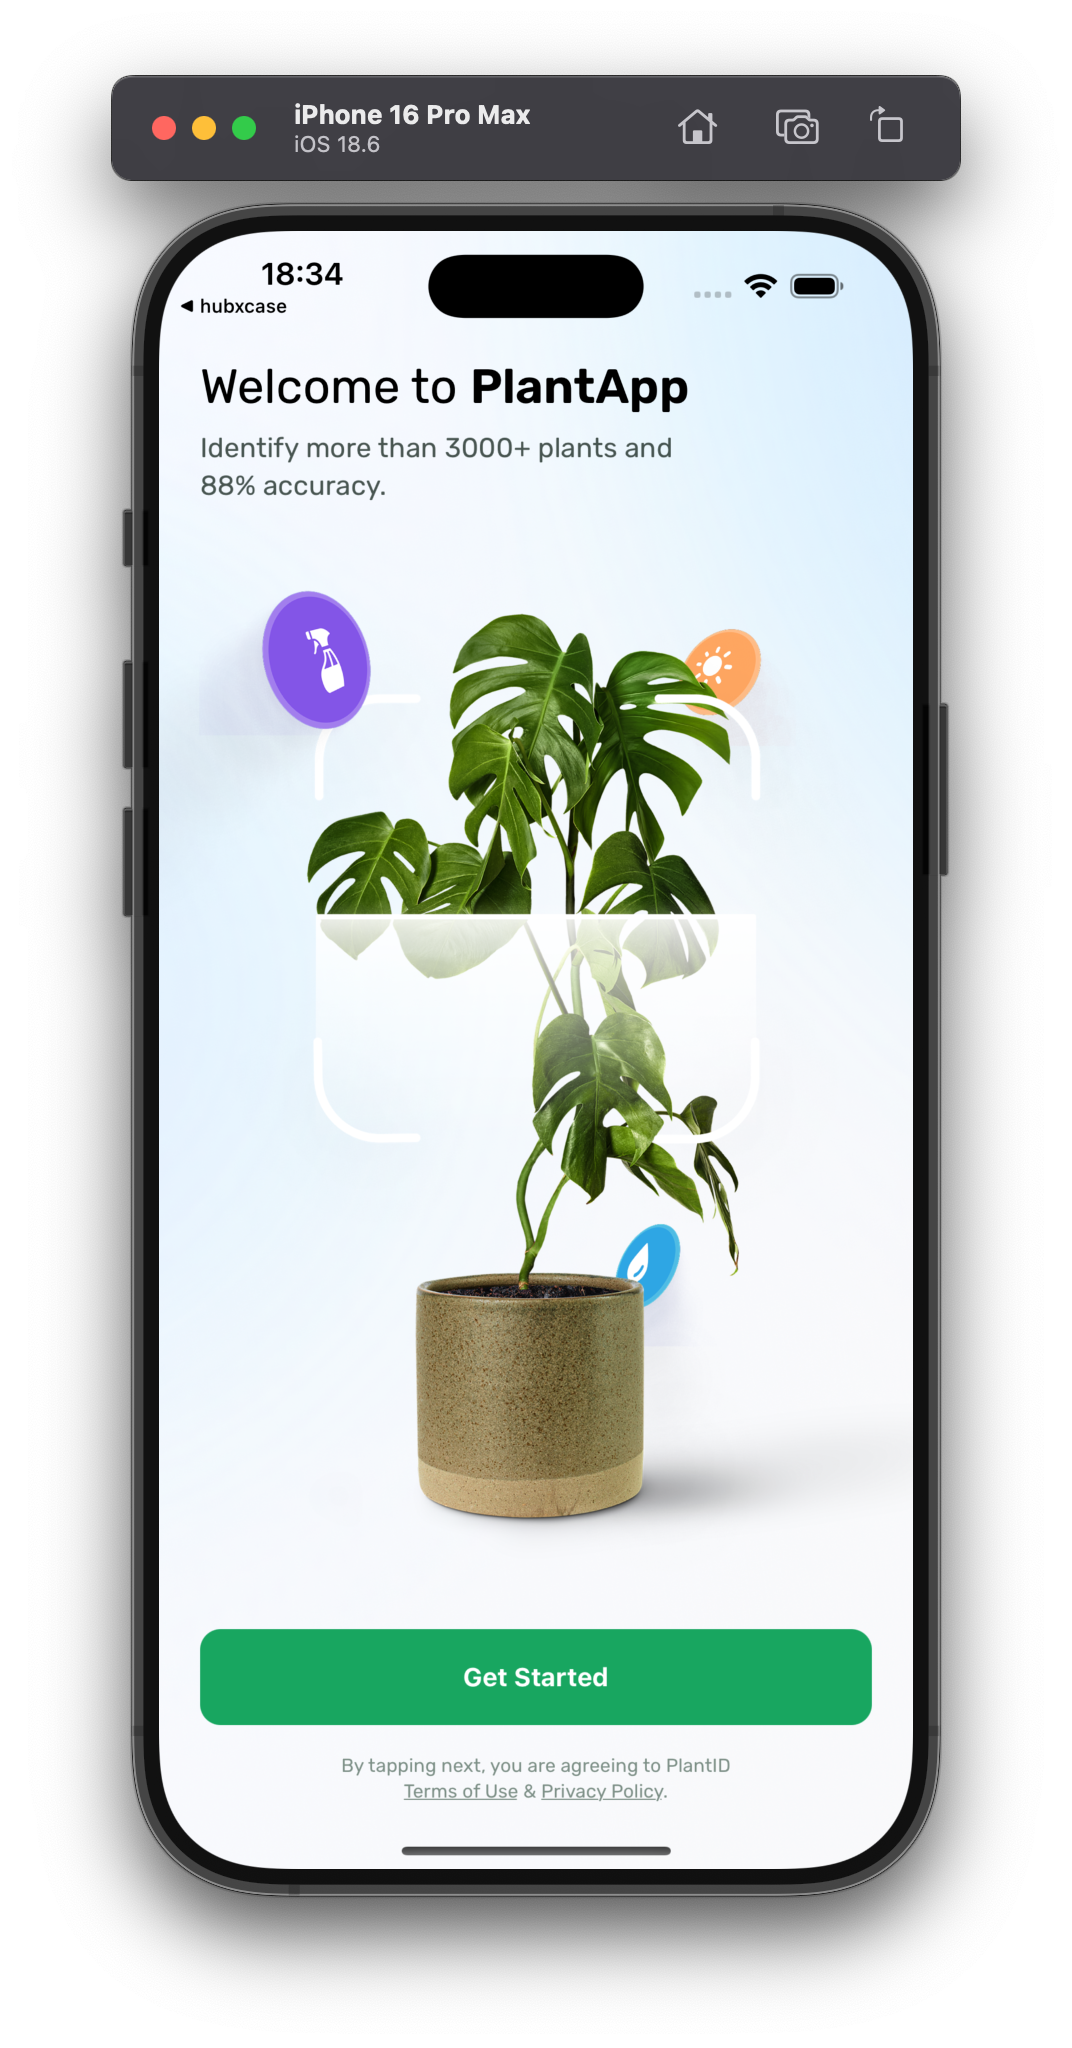 iPhone 16 Pro Max
iOS 18.6
18:34
◀ hubxcase
Welcome to PlantApp
Identify more than 3000+ plants and
88% accuracy.
Get Started
By tapping next, you are agreeing to PlantID
Terms of Use & Privacy Policy.